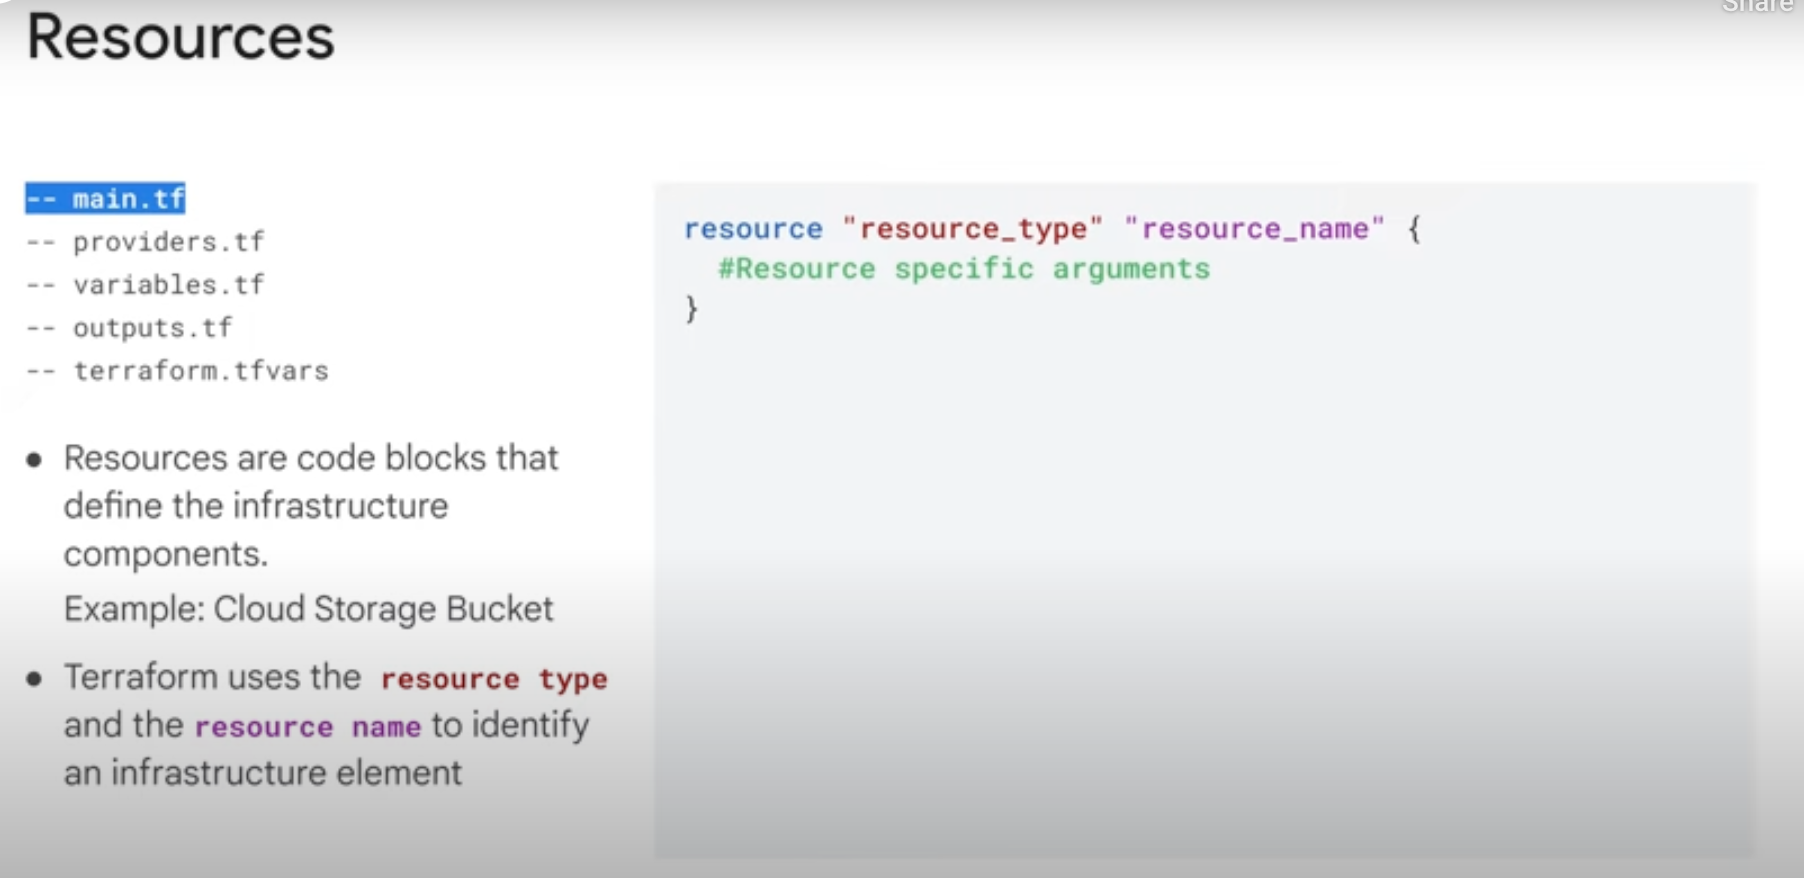 Share
Resources
-- main.tf
-- providers.tf
-- variables.tf
-- outputs.tf
-- terraform.tfvars
● Resources are code blocks that
define the infrastructure
components.
Example: Cloud Storage Bucket
● Terraform uses the resource type
and the resource name to identify
an infrastructure element
resource "resource_type" "resource_name" {
#Resource specific arguments
}